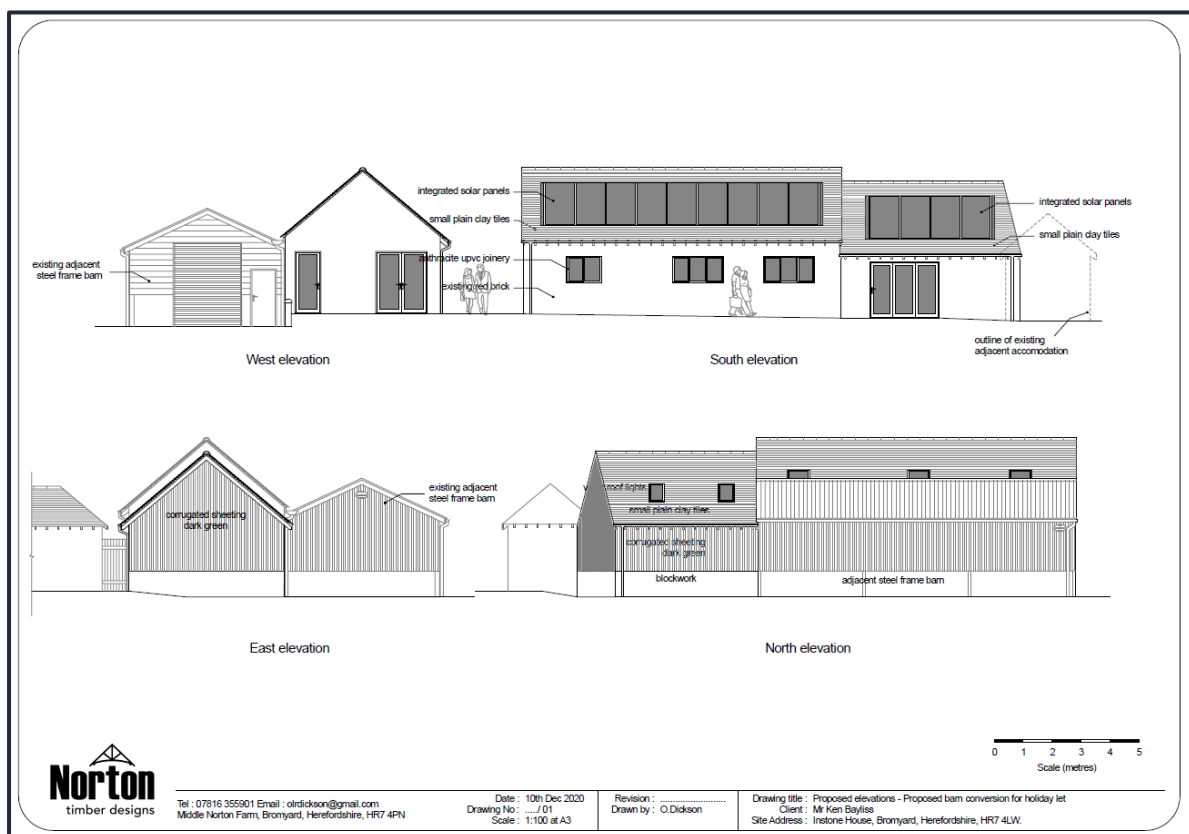 integrated solar panels
small plain clay tiles
anthracite upvc joinery
existing red brick
existing adjacent
steel frame barn
integrated solar panels
small plain clay tiles
outline of existing
adjacent accomodation
West elevation
South elevation
corrugated sheeting
dark green
existing adjacent
steel frame barn
roof lights
small plain clay tiles
corrugated sheeting
dark green
blockwork
adjacent steel frame barn
East elevation
North elevation
0 1 2 3 4 5
Scale (metres)
Norton
timber designs
Tel : 07816 355901 Email : olrdickson@gmail.com
Middle Norton Farm, Bromyard, Herefordshire, HR7 4PN
Date : 10th Dec 2020
Drawing No : ...../ 01
Scale : 1:100 at A3
Revision : ........................
Drawn by : O.Dickson
Drawing title : Proposed elevations - Proposed barn conversion for holiday let
Client : Mr Ken Bayliss
Site Address : Instone House, Bromyard, Herefordshire, HR7 4LW.